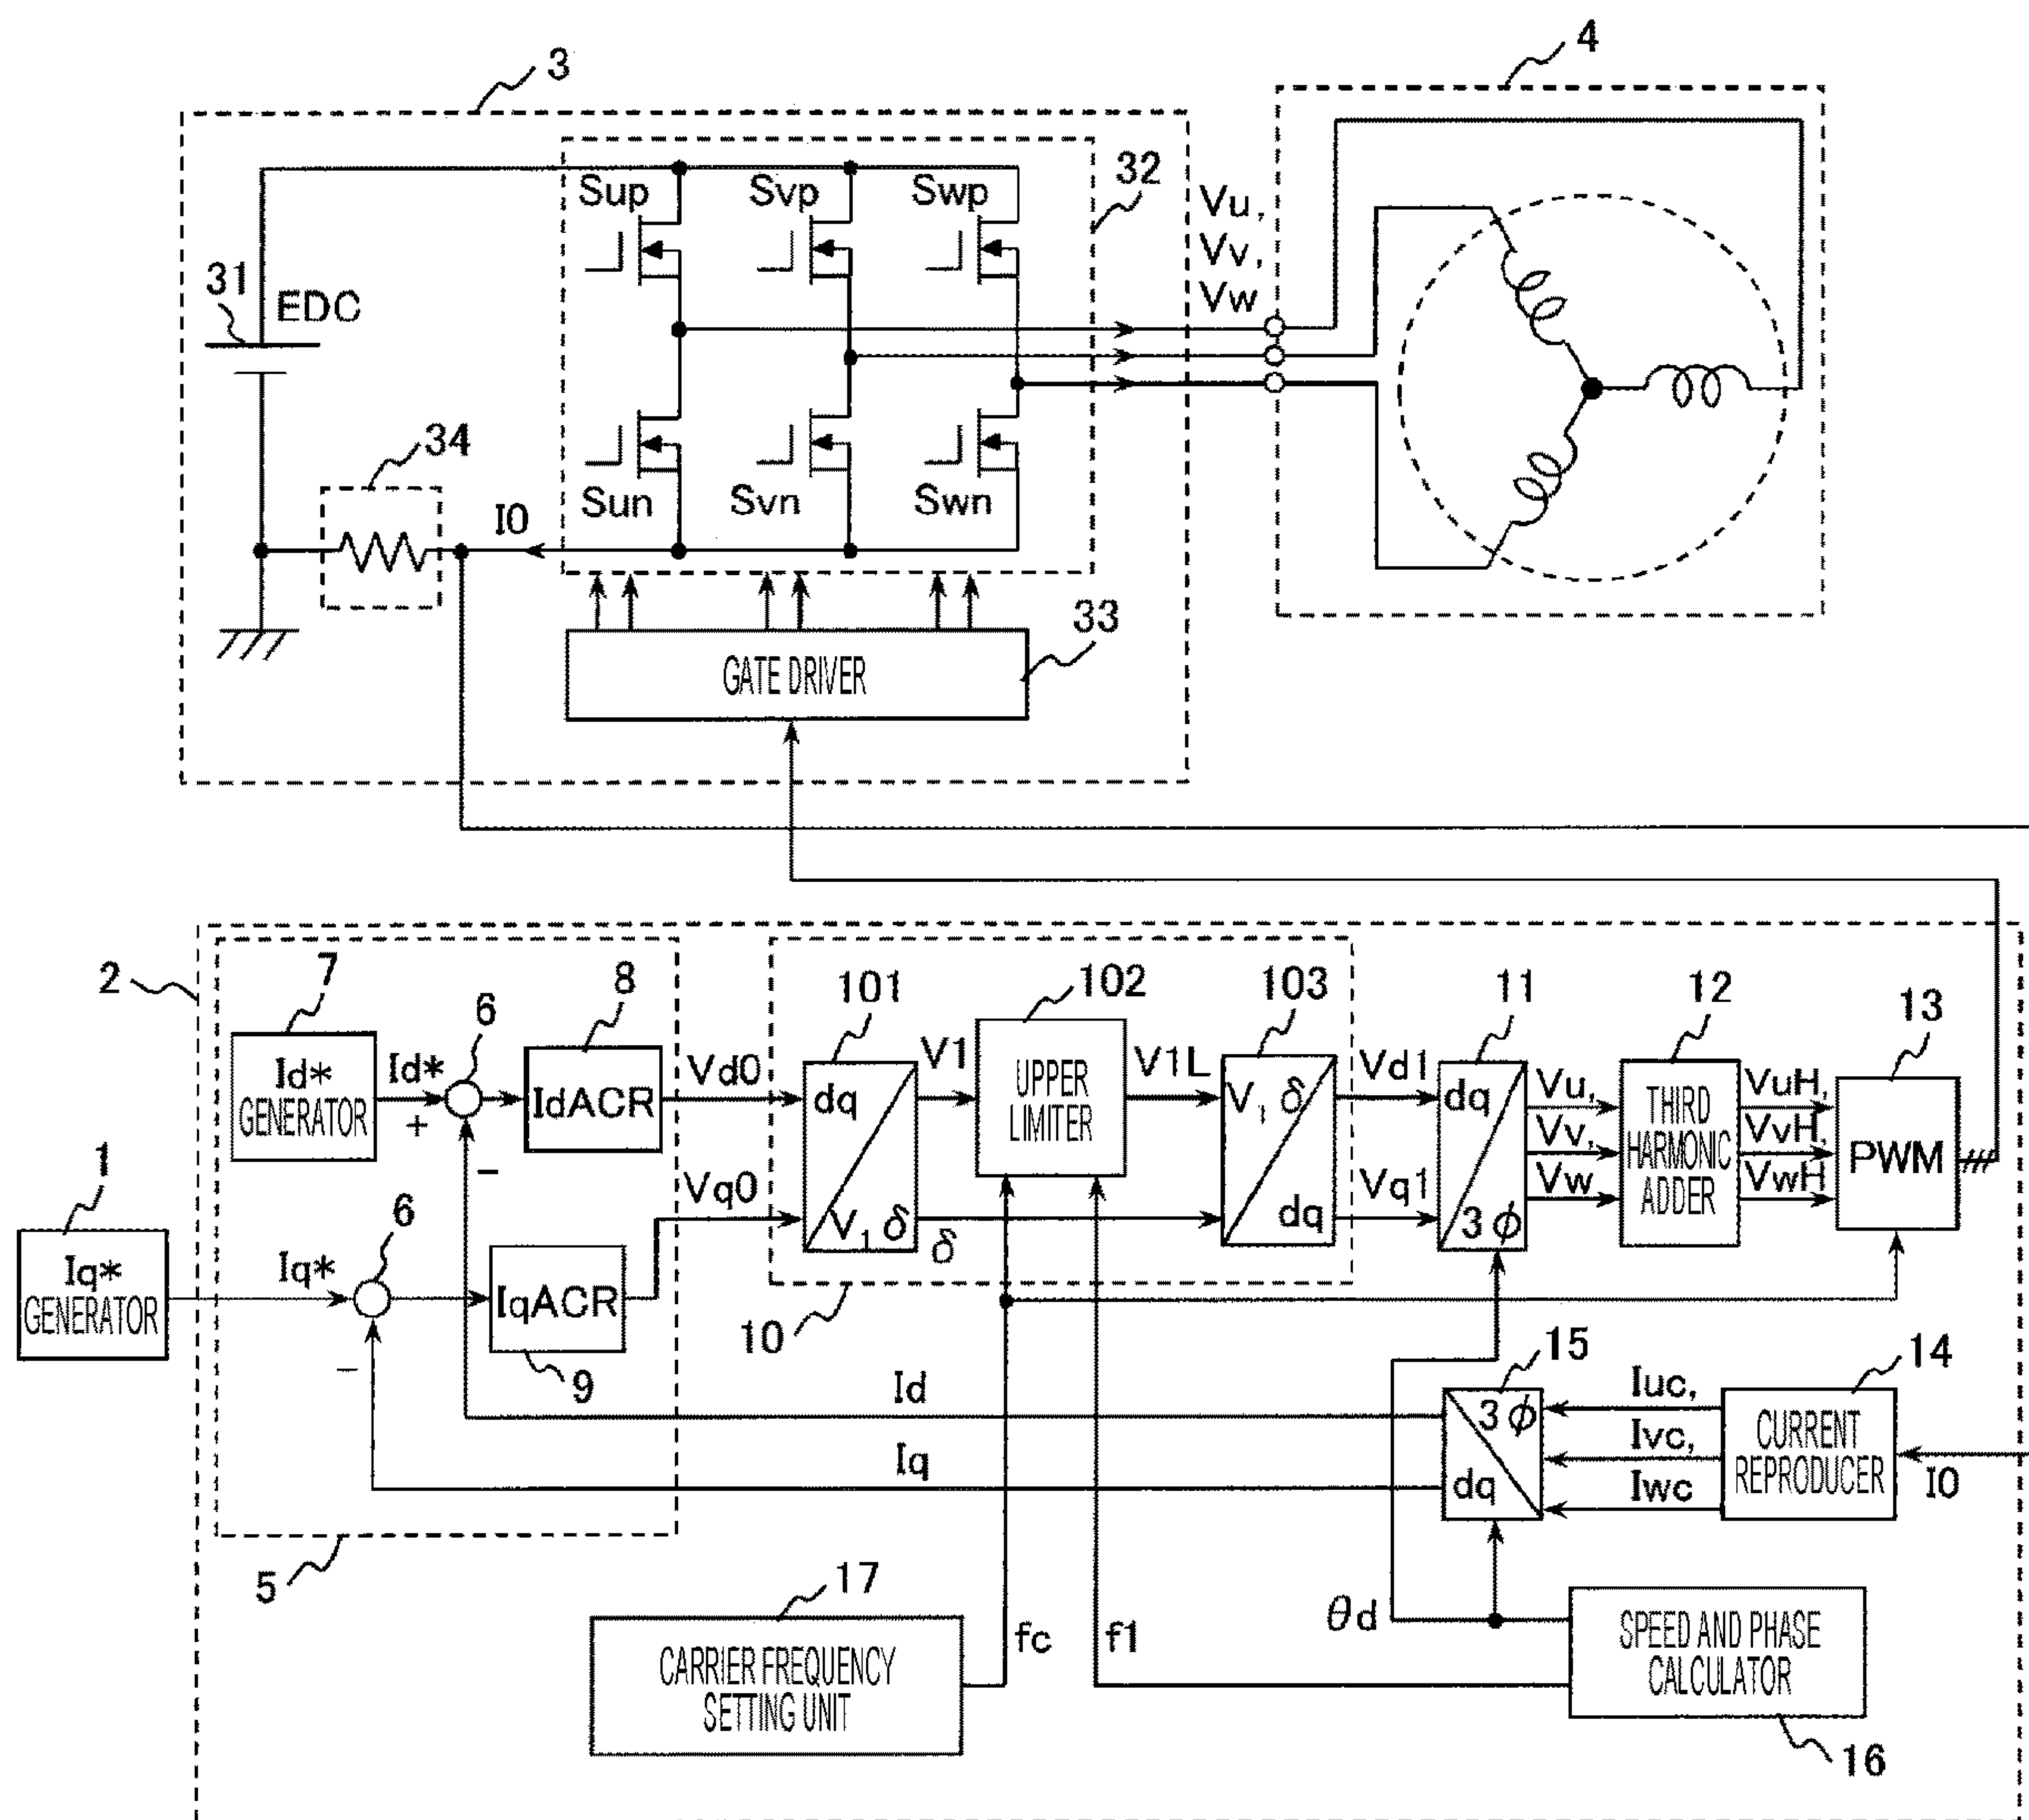 3
4
32
Sup
Svp
Swp
Vu,
Vv,
Vw
31
EDC
34
Sun
Svn
Swn
I0
33
GATE DRIVER
2
7
6
8
101
102
103
11
12
13
Id*
GENERATOR
Id*
+
−
IdACR
Vd0
dq
V1 δ
V1
UPPER
LIMITER
V1L
V1 δ
dq
Vd1
dq
3φ
Vu,
Vv,
Vw
THIRD
HARMONIC
ADDER
VuH,
VvH,
VwH
PWM
1
Iq*
GENERATOR
Iq*
6
−
IqACR
9
Vq0
δ
Vq1
10
15
14
Id
Iq
3φ
dq
Iuc,
Ivc,
Iwc
CURRENT
REPRODUCER
I0
5
17
CARRIER FREQUENCY
SETTING UNIT
fc
f1
θd
SPEED AND PHASE
CALCULATOR
16